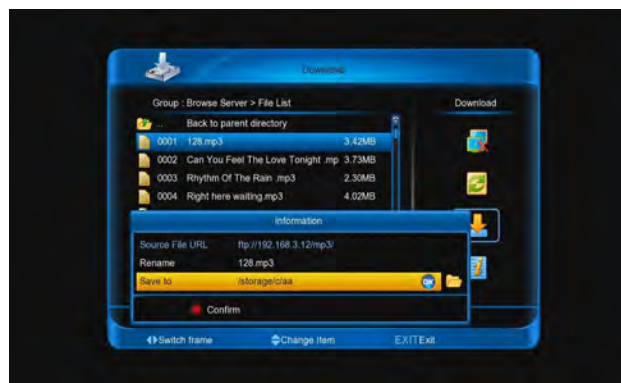 Download
Group : Browse Server > File List
Download
... Back to parent directory
0001 128.mp3 3.42MB
0002 Can You Feel The Love Tonight .mp 3.73MB
0003 Rhythm Of The Rain .mp3 2.30MB
0004 Right here waiting.mp3 4.02MB
Information
Source File URL ftp://192.168.3.12/mp3/
Rename 128.mp3
Save to /storage/c/aa OK
Confirm
Switch frame Change Item EXIT Exit